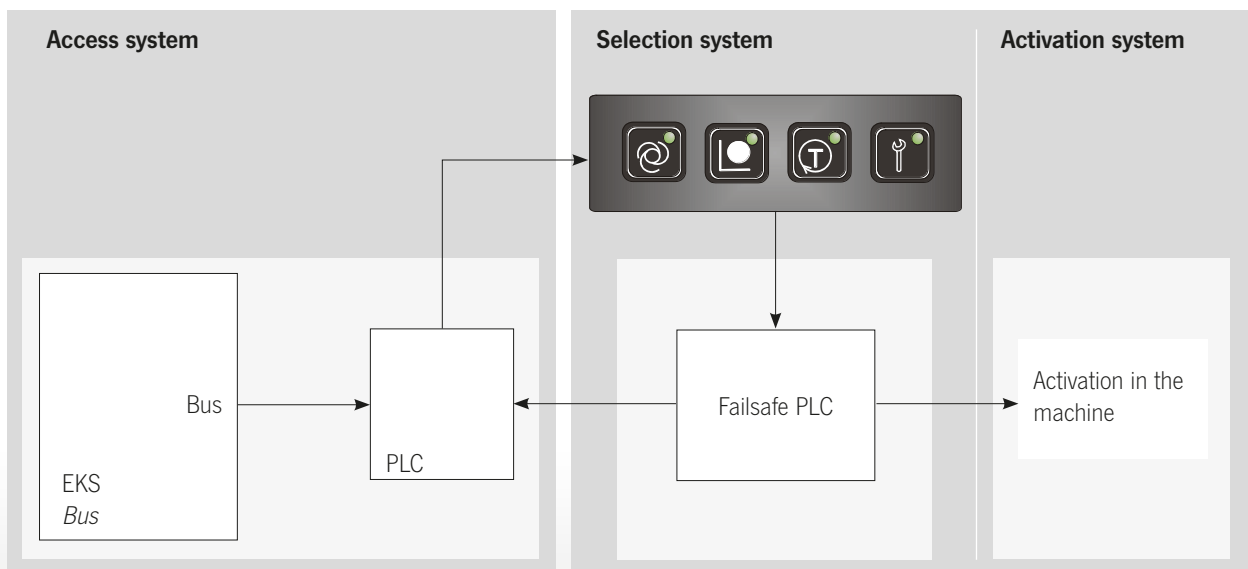 Access system
Selection system
Activation system
T
Bus
EKS
Bus
PLC
Failsafe PLC
Activation in the
machine